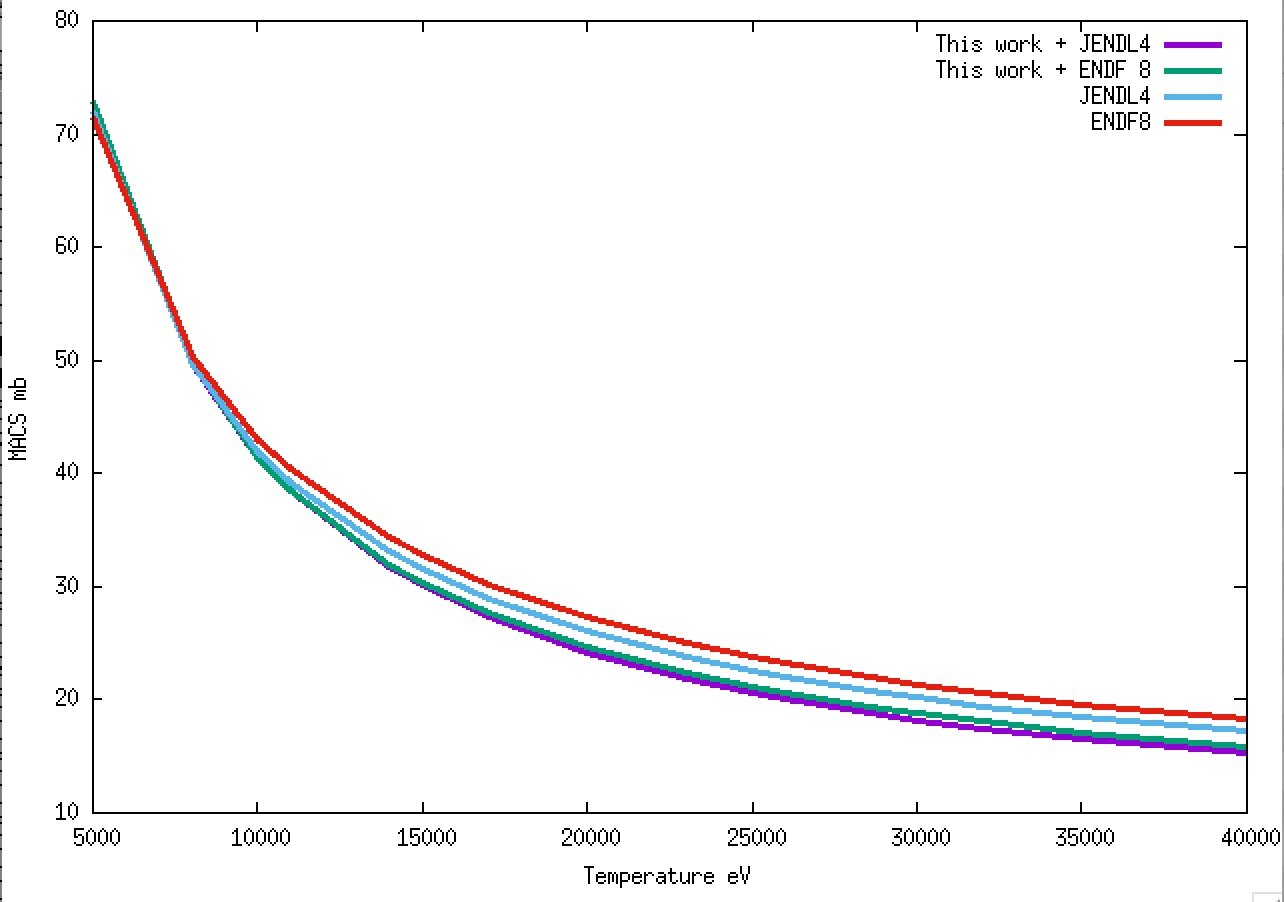 80
70
60
50
40
30
20
10
MACS mb
This work + JENDL4
This work + ENDF 8
JENDL4
ENDF8
5000 10000 15000 20000 25000 30000 35000 40000
Temperature eV